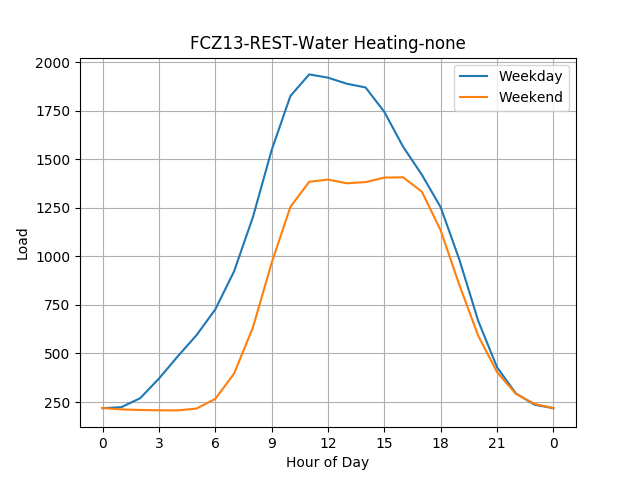 FCZ13-REST-Water Heating-none
Weekday
Weekend
Load
2000
1750
1500
1250
1000
750
500
250
0 3 6 9 12 15 18 21 0
Hour of Day